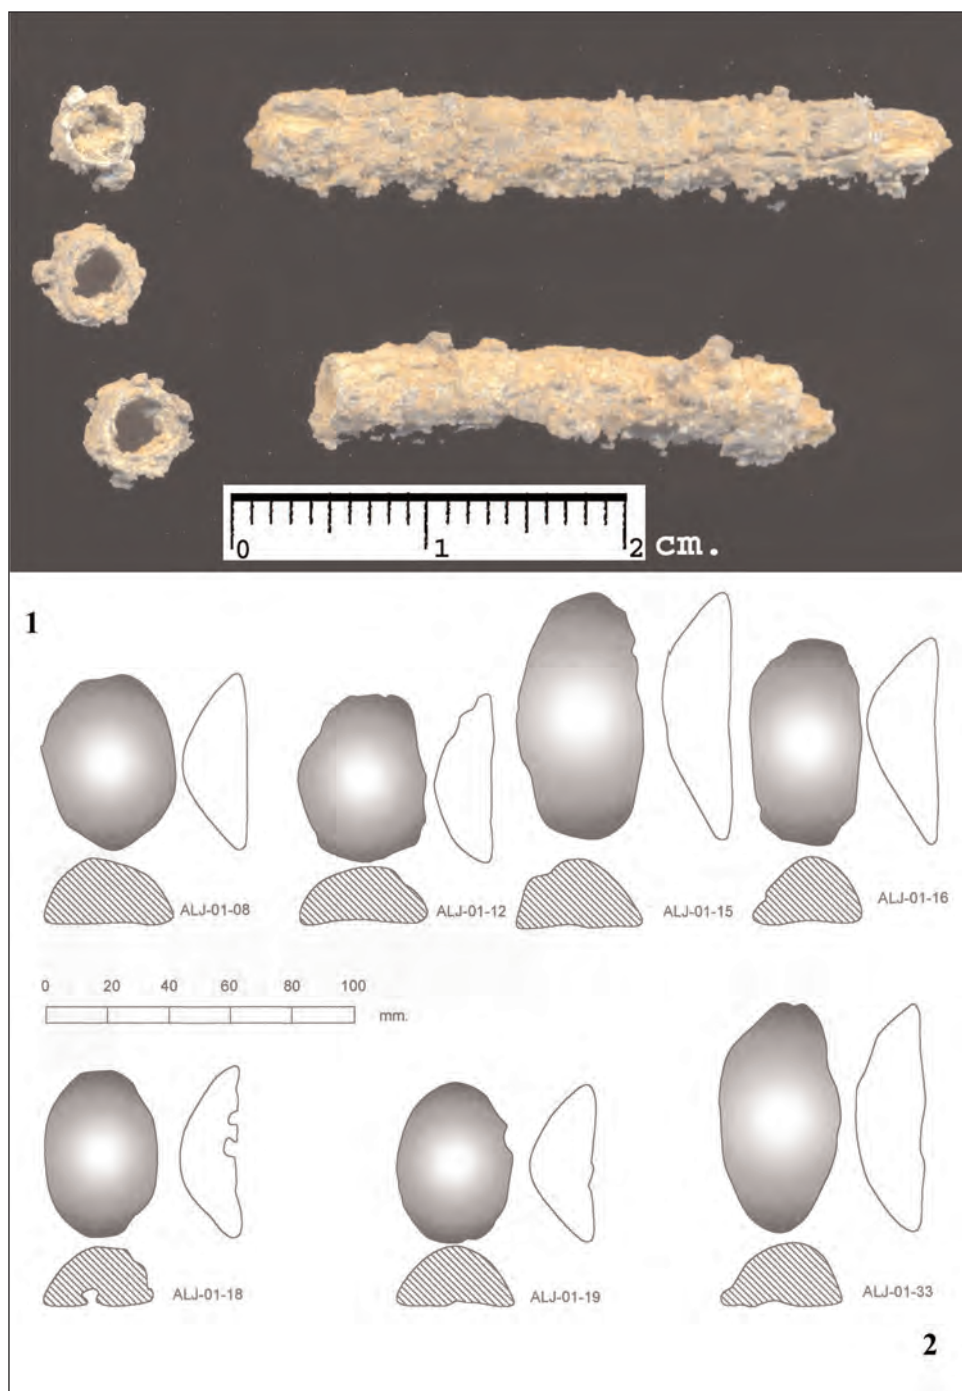 0 1 2 cm.
1
ALJ-01-08 ALJ-01-12 ALJ-01-15 ALJ-01-16
0 20 40 60 80 100
mm.
ALJ-01-18 ALJ-01-19 ALJ-01-33
2